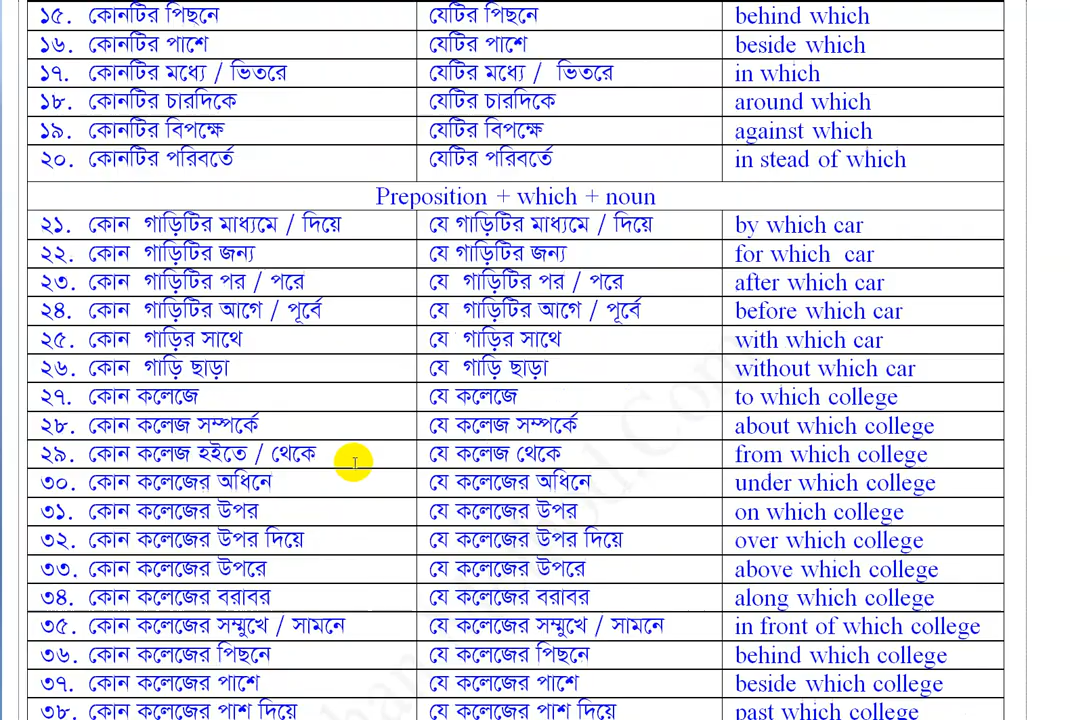 ১৫. কোনটির পিছনে যেটির পিছনে behind which
১৬. কোনটির পাশে যেটির পাশে beside which
১৭. কোনটির মধ্যে / ভিতরে যেটির মধ্যে / ভিতরে in which
১৮. কোনটির চারদিকে যেটির চারদিকে around which
১৯. কোনটির বিপক্ষে যেটির বিপক্ষে against which
২০. কোনটির পরিবর্তে যেটির পরিবর্তে in stead of which
Preposition + which + noun
২১. কোন গাড়িটির মাধ্যমে / দিয়ে যে গাড়িটির মাধ্যমে / দিয়ে by which car
২২. কোন গাড়িটির জন্য যে গাড়িটির জন্য for which car
২৩. কোন গাড়িটির পর / পরে যে গাড়িটির পর / পরে after which car
২৪. কোন গাড়িটির আগে / পূর্বে যে গাড়িটির আগে / পূর্বে before which car
২৫. কোন গাড়ির সাথে যে গাড়ির সাথে with which car
২৬. কোন গাড়ি ছাড়া যে গাড়ি ছাড়া without which car
২৭. কোন কলেজে যে কলেজে to which college
২৮. কোন কলেজ সম্পর্কে যে কলেজ সম্পর্কে about which college
২৯. কোন কলেজ হইতে / থেকে যে কলেজ থেকে from which college
৩০. কোন কলেজের অধিনে যে কলেজের অধিনে under which college
৩১. কোন কলেজের উপর যে কলেজের উপর on which college
৩২. কোন কলেজের উপর দিয়ে যে কলেজের উপর দিয়ে over which college
৩৩. কোন কলেজের উপরে যে কলেজের উপরে above which college
৩৪. কোন কলেজের বরাবর যে কলেজের বরাবর along which college
৩৫. কোন কলেজের সম্মুখে / সামনে যে কলেজের সম্মুখে / সামনে in front of which college
৩৬. কোন কলেজের পিছনে যে কলেজের পিছনে behind which college
৩৭. কোন কলেজের পাশে যে কলেজের পাশে beside which college
৩৮. কোন কলেজের পাশ দিয়ে যে কলেজের পাশ দিয়ে past which college